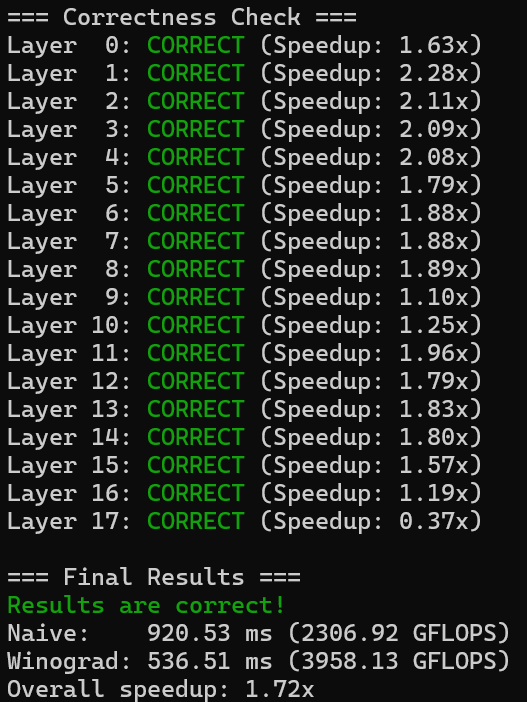 === Correctness Check ===
Layer  0: CORRECT (Speedup: 1.63x)
Layer  1: CORRECT (Speedup: 2.28x)
Layer  2: CORRECT (Speedup: 2.11x)
Layer  3: CORRECT (Speedup: 2.09x)
Layer  4: CORRECT (Speedup: 2.08x)
Layer  5: CORRECT (Speedup: 1.79x)
Layer  6: CORRECT (Speedup: 1.88x)
Layer  7: CORRECT (Speedup: 1.88x)
Layer  8: CORRECT (Speedup: 1.89x)
Layer  9: CORRECT (Speedup: 1.10x)
Layer 10: CORRECT (Speedup: 1.25x)
Layer 11: CORRECT (Speedup: 1.96x)
Layer 12: CORRECT (Speedup: 1.79x)
Layer 13: CORRECT (Speedup: 1.83x)
Layer 14: CORRECT (Speedup: 1.80x)
Layer 15: CORRECT (Speedup: 1.57x)
Layer 16: CORRECT (Speedup: 1.19x)
Layer 17: CORRECT (Speedup: 0.37x)

=== Final Results ===
Results are correct!
Naive:    920.53 ms (2306.92 GFLOPS)
Winograd: 536.51 ms (3958.13 GFLOPS)
Overall speedup: 1.72x